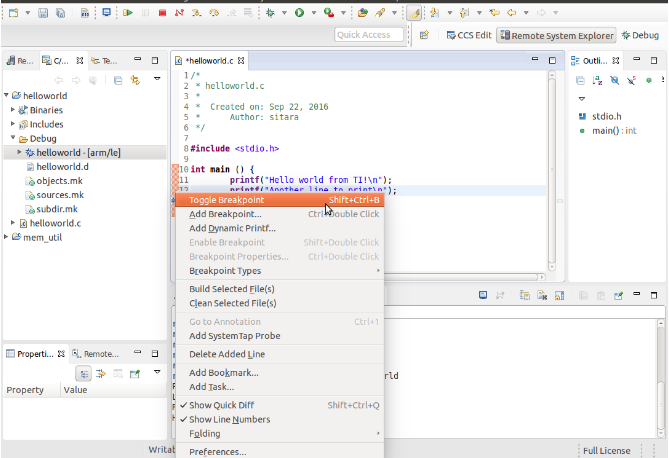 Quick Access
CCS Edit
Remote System Explorer
Debug
Re...
C/...
Te...
*helloworld.c
Outli...
helloworld
Binaries
Includes
Debug
helloworld - [arm/le]
helloworld.d
objects.mk
sources.mk
subdir.mk
helloworld.c
mem_util
1 /*
2 * helloworld.c
3 *
4 * Created on: Sep 22, 2016
5 * Author: sitara
6 */
7
8 #include <stdio.h>
9
10 int main () {
11 printf("Hello world from TI!\n");
12 printf("Another line to print\n");
stdio.h
main() : int
Toggle Breakpoint Shift+Ctrl+B
Add Breakpoint... Ctrl+Double Click
Add Dynamic Printf...
Enable Breakpoint Shift+Double Click
Breakpoint Properties... Ctrl+Double Click
Breakpoint Types
Build Selected File(s)
Clean Selected File(s)
Go to Annotation Ctrl+1
Add SystemTap Probe
Delete Added Line
Add Bookmark...
Add Task...
Show Quick Diff Shift+Ctrl+Q
Show Line Numbers
Folding
Preferences...
Properti...
Remote...
Property Value
rld
Writab
Full License